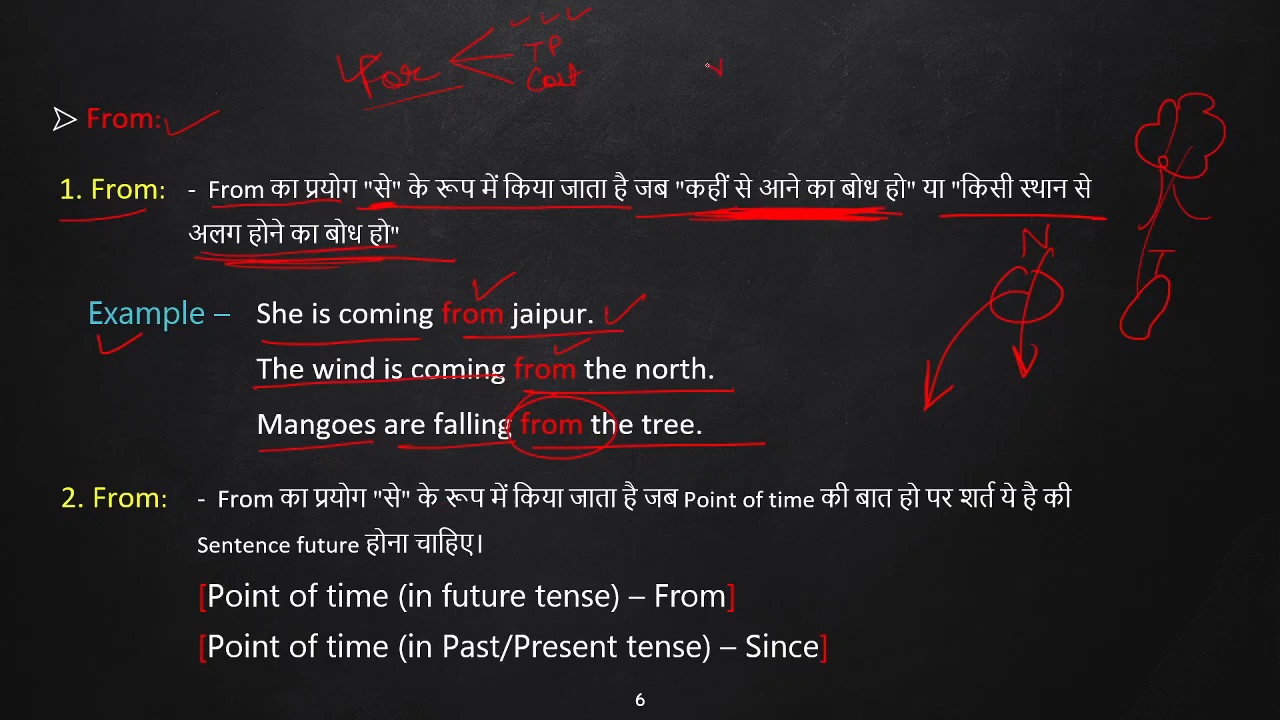 For
TP
Cost
From:
1. From: - From का प्रयोग "से" के रूप में किया जाता है जब "कहीं से आने का बोध हो" या "किसी स्थान से
अलग होने का बोध हो"
N
Example – She is coming from jaipur.
The wind is coming from the north.
Mangoes are falling from the tree.
2. From: - From का प्रयोग "से" के रूप में किया जाता है जब Point of time की बात हो पर शर्त ये है की
Sentence future होना चाहिए।
[Point of time (in future tense) – From]
[Point of time (in Past/Present tense) – Since]
6